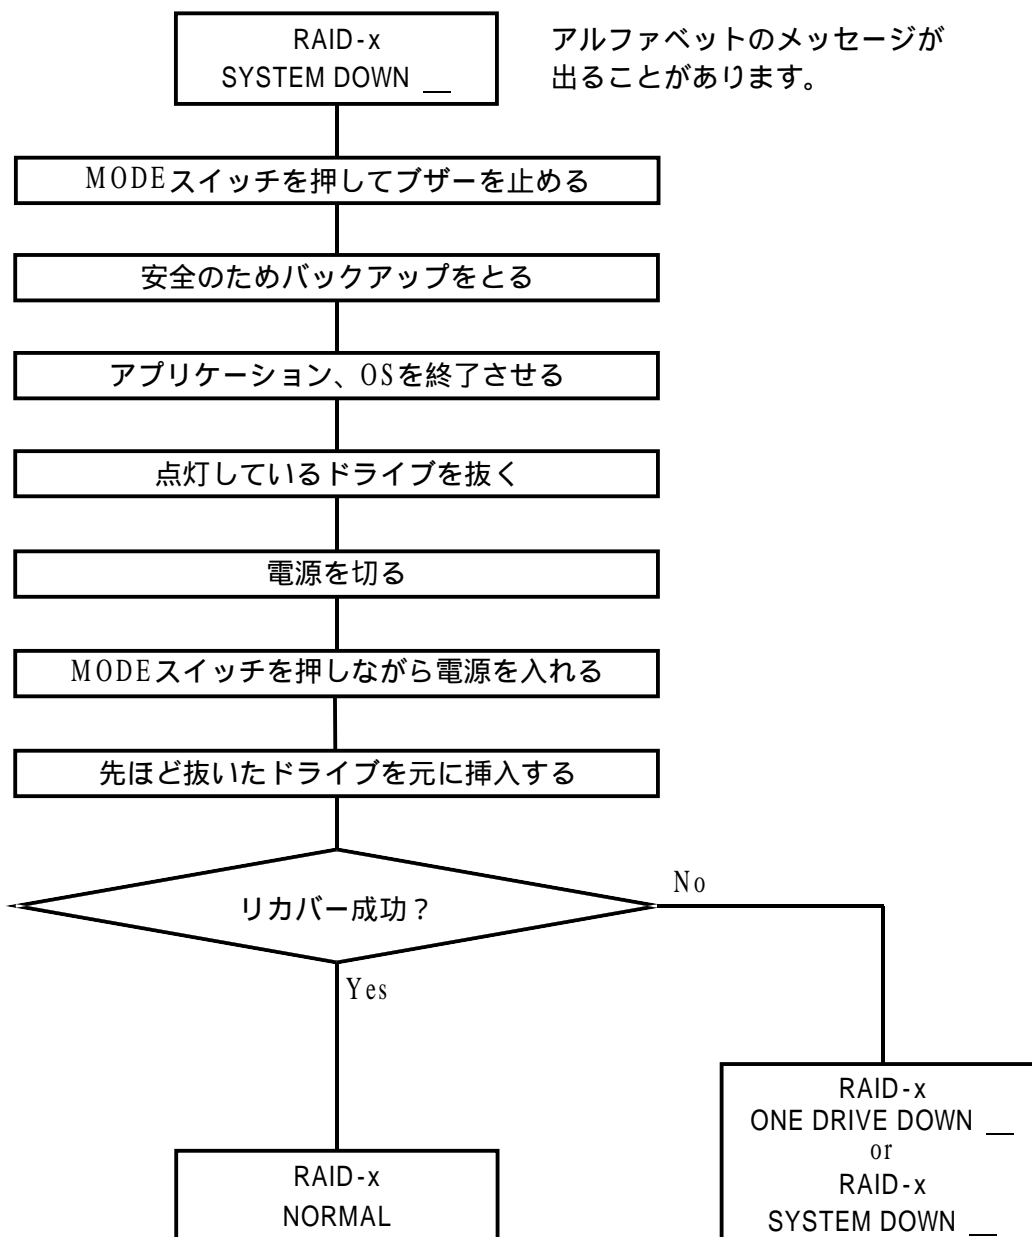 RAID-x
SYSTEM DOWN __
アルファベットのメッセージが
出ることがあります。
MODEスイッチを押してブザーを止める
安全のためバックアップをとる
アプリケーション、OSを終了させる
点灯しているドライブを抜く
電源を切る
MODEスイッチを押しながら電源を入れる
先ほど抜いたドライブを元に挿入する
リカバー成功?
No
Yes
RAID-x
NORMAL
RAID-x
ONE DRIVE DOWN __
or
RAID-x
SYSTEM DOWN __